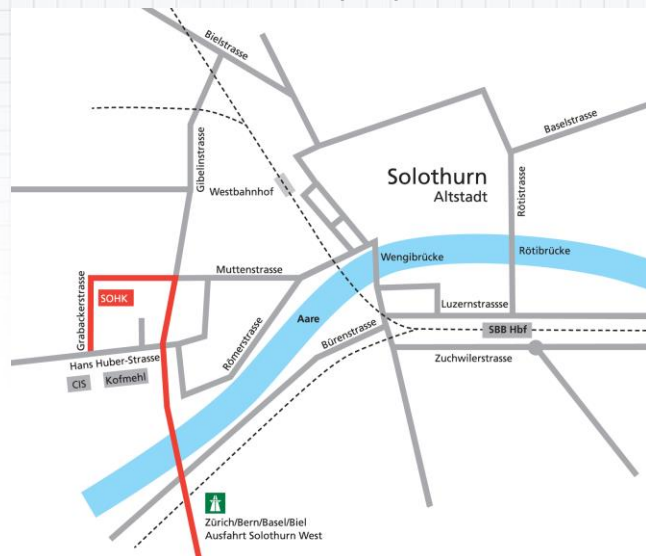 Bielstrasse
Baselstrasse
Gibelinstrasse
Solothurn
Altstadt
Westbahnhof
Rötistrasse
Wengibrücke
Rötibrücke
Muttenstrasse
Grabackerstrasse
SOHK
Luzernstrassse
Aare
SBB Hbf
Römerstrasse
Bürenstrasse
Zuchwilerstrasse
Hans Huber-Strasse
CIS
Kofmehl
Zürich/Bern/Basel/Biel
Ausfahrt Solothurn West